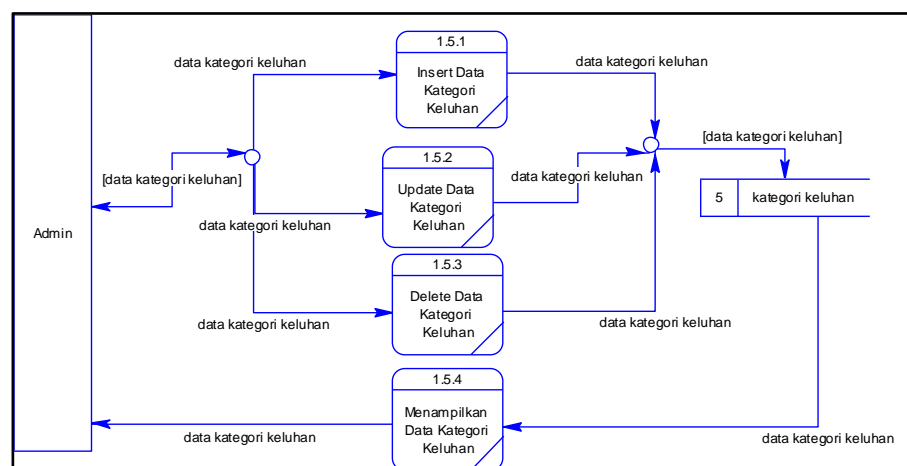 1.5.1
Insert Data
Kategori
Keluhan
data kategori keluhan
data kategori keluhan
[data kategori keluhan]
[data kategori keluhan]
1.5.2
Update Data
Kategori
Keluhan
data kategori keluhan
data kategori keluhan
5
kategori keluhan
Admin
1.5.3
Delete Data
Kategori
Keluhan
data kategori keluhan
data kategori keluhan
1.5.4
Menampilkan
Data Kategori
Keluhan
data kategori keluhan
data kategori keluhan